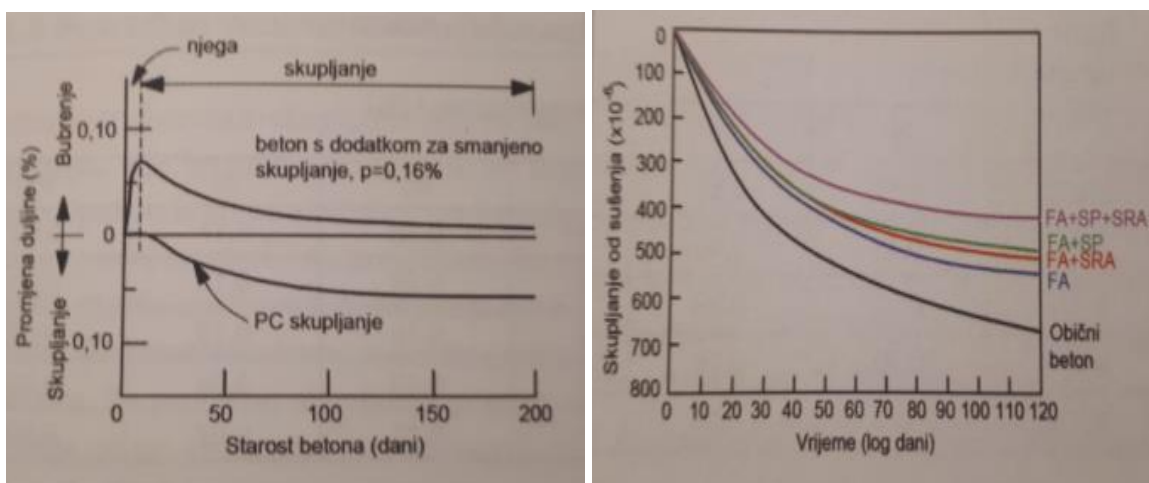 njega
skupljanje
beton s dodatkom za smanjeno
skupljanje, p=0,16%
PC skupljanje
Promjena duljine (%)
Skupljanje
Bubrenje
0,10
0
0,10
0
50
100
150
200
Starost betona (dani)
Skupljanje od sušenja (x10⁻⁶)
0
100
200
300
400
500
600
700
800
FA+SP+SRA
FA+SP
FA+SRA
FA
Obični
beton
0 10 20 30 40 50 60 70 80 90 100 110 120
Vrijeme (log dani)